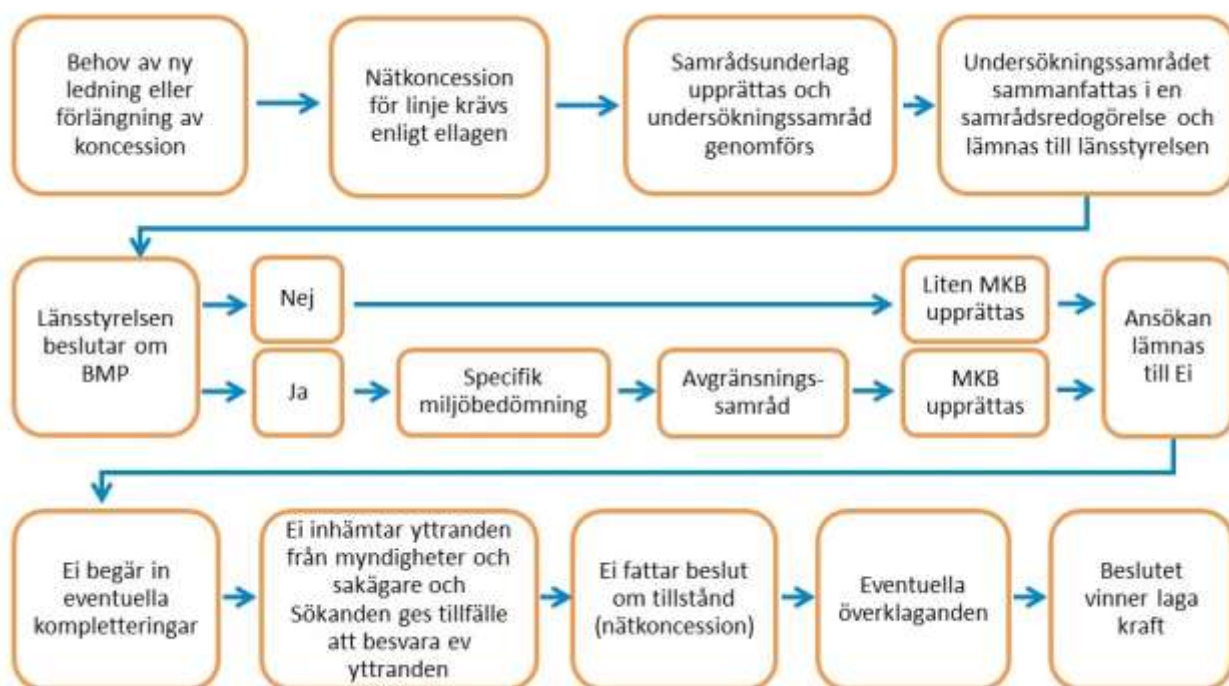 Behov av ny
ledning eller
förlängning av
koncession
Nätkoncession
för linje krävs
enligt ellagen
Samrådsunderlag
upprättas och
undersökningssamråd
genomförs
Undersökningssamrådet
sammanfattas i en
samrådsredogörelse och
lämnas till länsstyrelsen
Länsstyrelsen
beslutar om
BMP
Nej
Liten MKB
upprättas
Ja
Specifik
miljöbedömning
Avgränsnings-
samråd
MKB
upprättas
Ansökan
lämnas
till Ei
Ei begär in
eventuella
kompletteringar
Ei inhämtar yttranden
från myndigheter och
sakägare och
Sökanden ges tillfälle
att besvara ev
yttranden
Ei fattar beslut
om tillstånd
(nätkoncession)
Eventuella
överklaganden
Beslutet
vinner laga
kraft